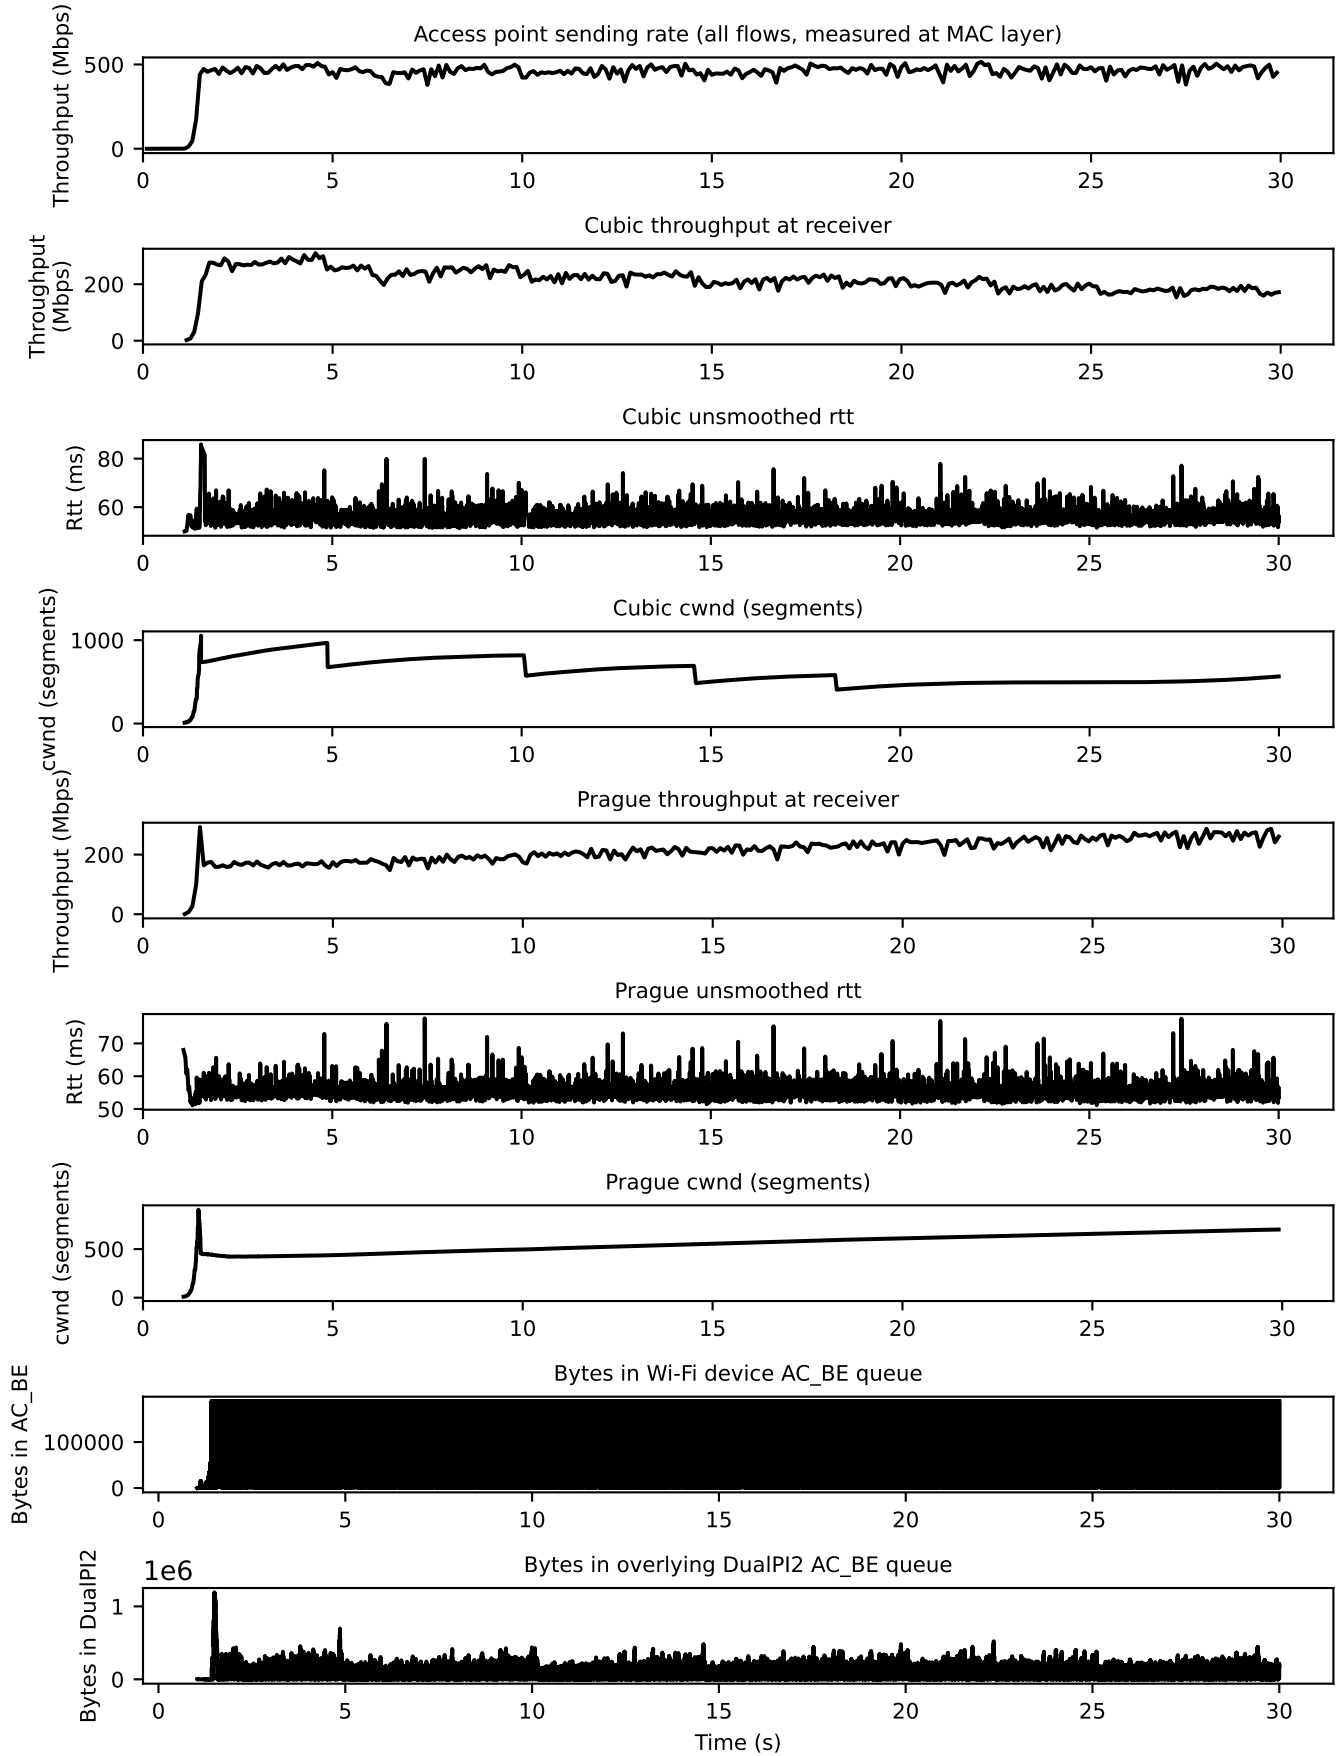 Access point sending rate (all flows, measured at MAC layer)
Throughput (Mbps)
500
0
0 5 10 15 20 25 30
Cubic throughput at receiver
Throughput
(Mbps)
200
0
0 5 10 15 20 25 30
Cubic unsmoothed rtt
Rtt (ms)
80
60
0 5 10 15 20 25 30
Cubic cwnd (segments)
cwnd (segments)
1000
0
0 5 10 15 20 25 30
Prague throughput at receiver
Throughput (Mbps)
200
0
0 5 10 15 20 25 30
Prague unsmoothed rtt
Rtt (ms)
70
60
50
0 5 10 15 20 25 30
Prague cwnd (segments)
cwnd (segments)
500
0
0 5 10 15 20 25 30
Bytes in Wi-Fi device AC_BE queue
Bytes in AC_BE
100000
0
0 5 10 15 20 25 30
Bytes in overlying DualPI2 AC_BE queue
1e6
Bytes in DualPI2
1
0
0 5 10 15 20 25 30
Time (s)